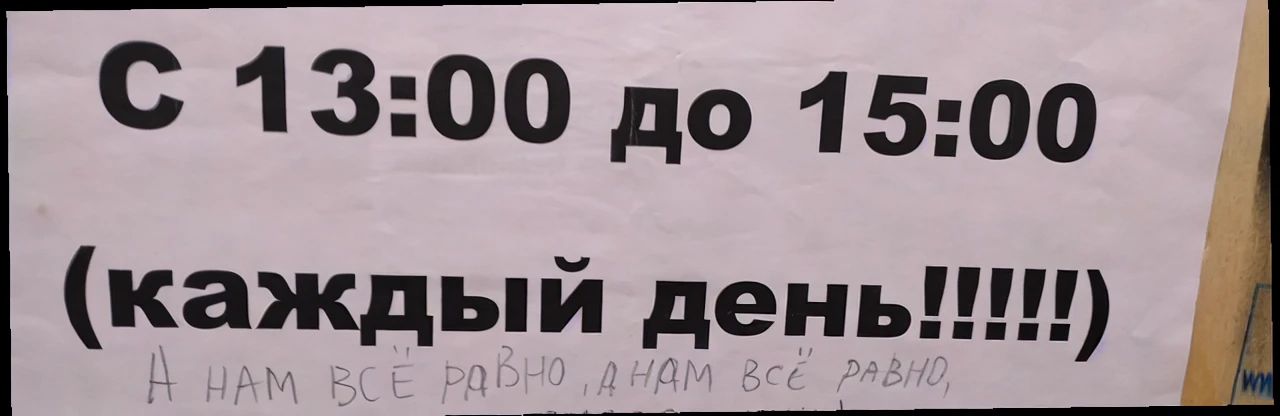 С 13:00 до 15:00
(каждый день!!!!!)
А НАМ ВСЁ РАВНО, А НАМ ВСЁ РАВНО,